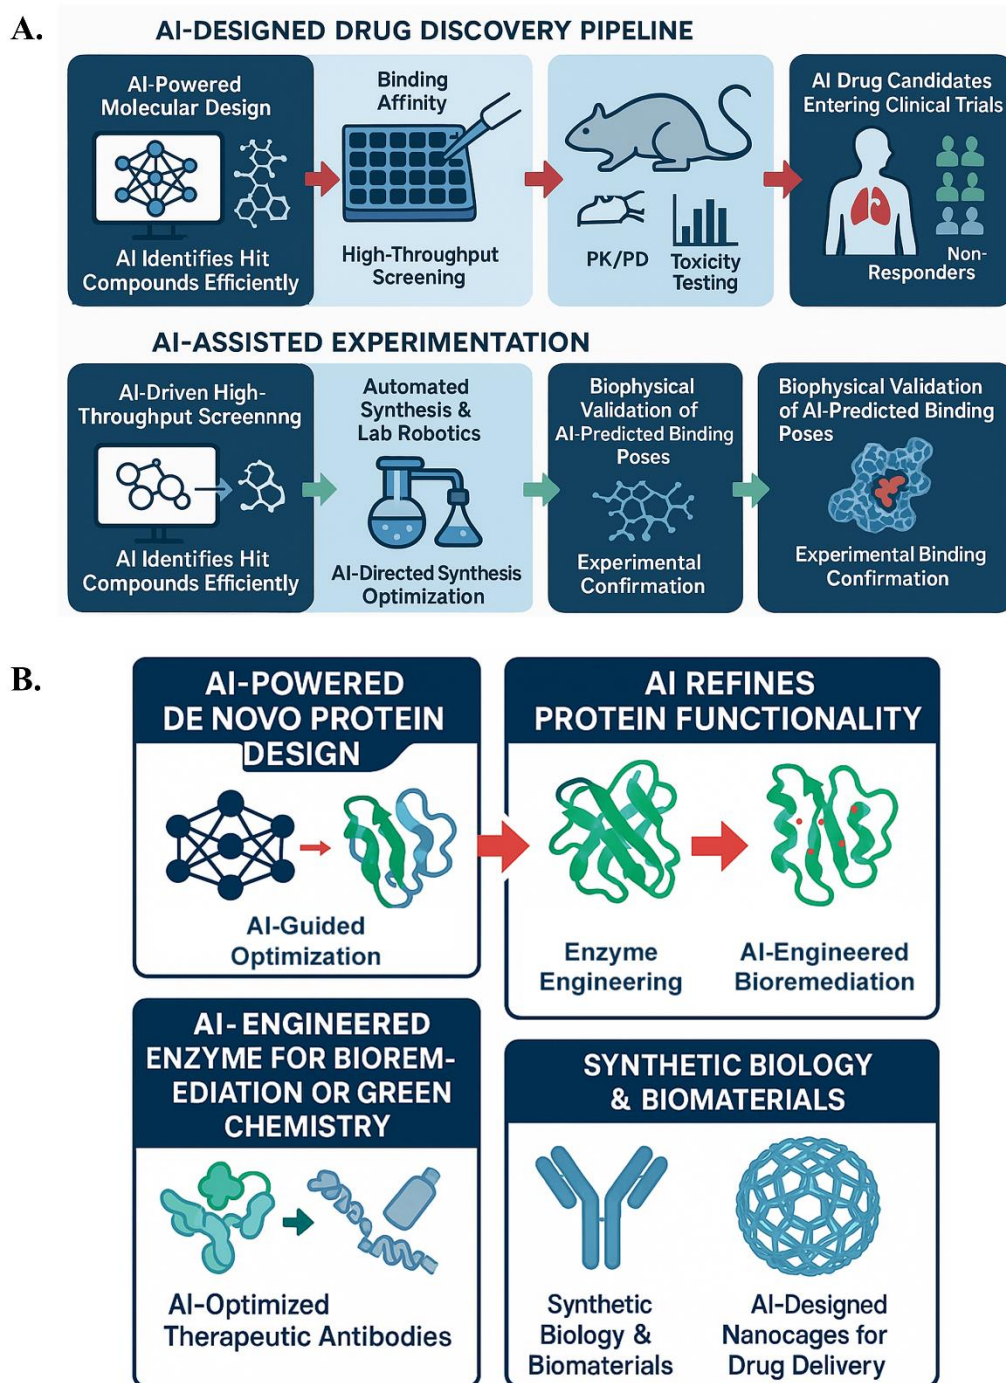 A.
AI-DESIGNED DRUG DISCOVERY PIPELINE
AI-Powered
Molecular Design
AI Identifies Hit
Compounds Efficiently
Binding
Affinity
High-Throughput
Screening
PK/PD
Toxicity
Testing
AI Drug Candidates
Entering Clinical Trials
Non-
Responders
AI-ASSISTED EXPERIMENTATION
AI-Driven High-
Throughput Screennng
AI Identifies Hit
Compounds Efficiently
Automated
Synthesis &
Lab Robotics
AI-Directed Synthesis
Optimization
Biophysical
Validation of
AI-Predicted Binding
Poses
Experimental
Confirmation
Biophysical Validation
of AI-Predicted Binding
Poses
Experimental Binding
Confirmation
B.
AI-POWERED
DE NOVO PROTEIN
DESIGN
AI-Guided
Optimization
AI REFINES
PROTEIN FUNCTIONALITY
Enzyme
Engineering
AI-Engineered
Bioremediation
AI- ENGINEERED
ENZYME FOR BIOREM-
EDIATION OR GREEN
CHEMISTRY
AI-Optimized
Therapeutic Antibodies
SYNTHETIC BIOLOGY
& BIOMATERIALS
Synthetic
Biology &
Biomaterials
AI-Designed
Nanocages for
Drug Delivery